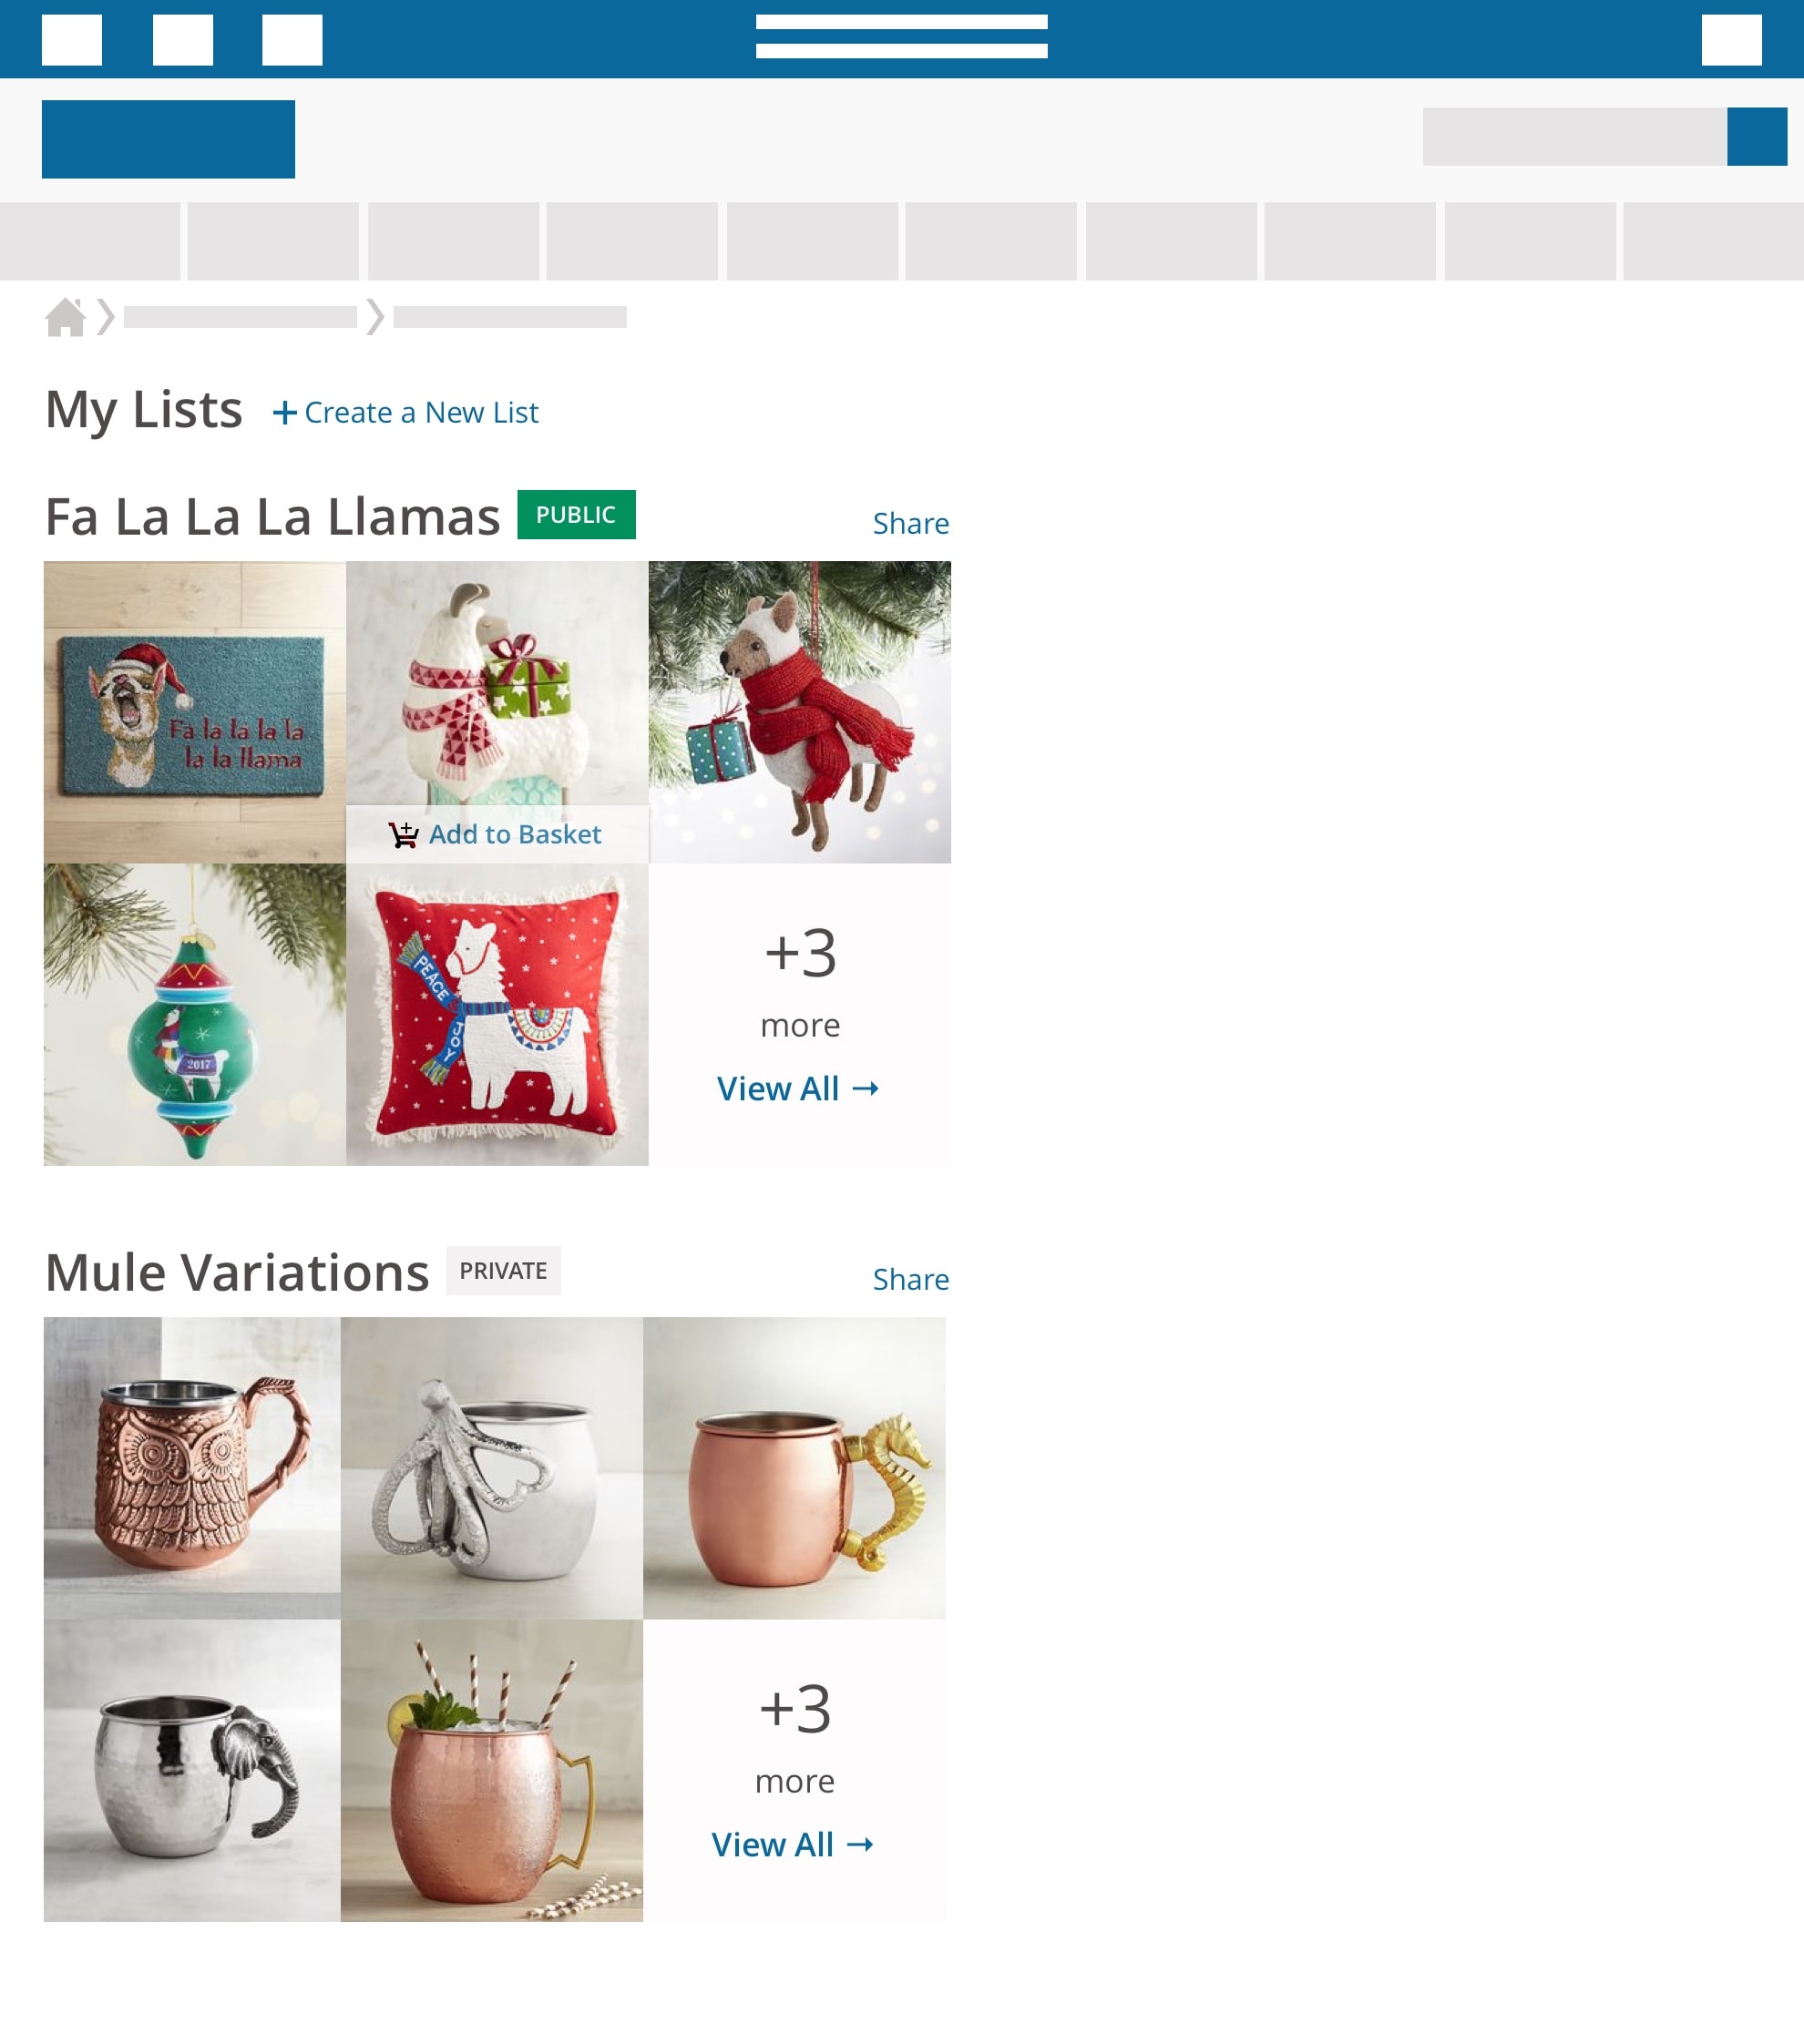 My Lists
+ Create a New List
Fa La La La Llamas
PUBLIC
Share
Fa la la la la
la la llama
Add to Basket
2017
PEACE
JOY
+3
more
View All →
Mule Variations
PRIVATE
Share
+3
more
View All →